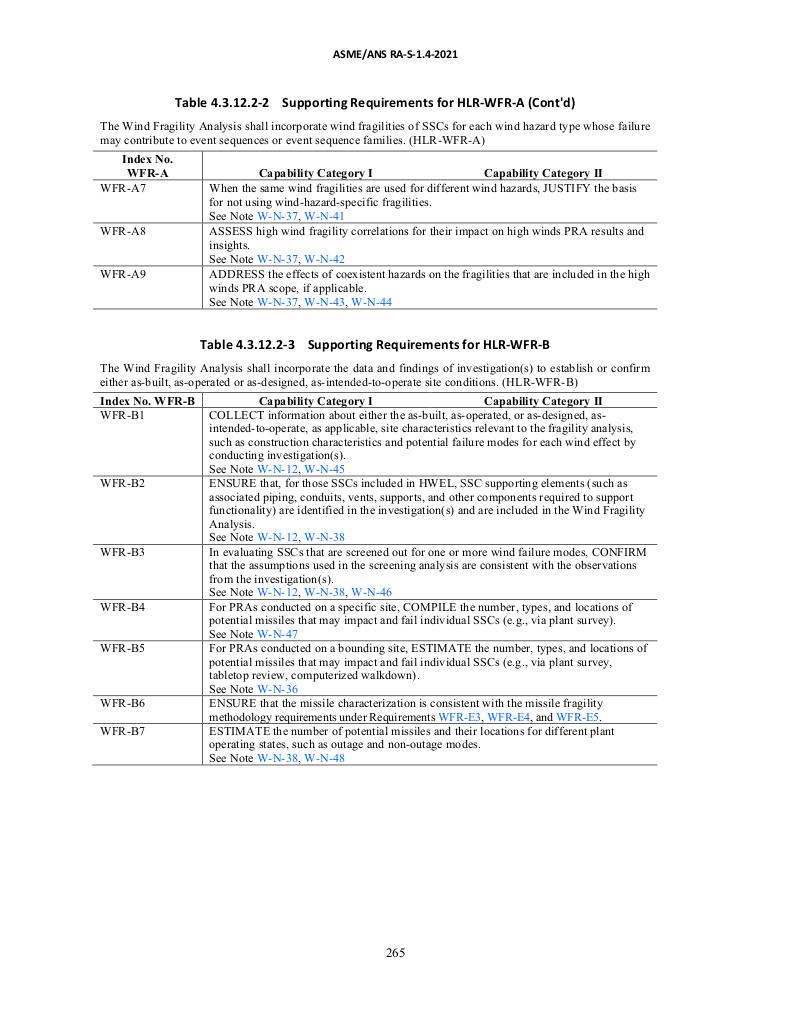 ASME/ANS RA-S-1.4-2021
Table 4.3.12.2-2 Supporting Requirements for HLR-WFR-A (Cont'd)
The Wind Fragility Analysis shall incorporate wind fragilities of SSCs for each wind hazard type whose failure
may contribute to event sequences or event sequence families. (HLR-WFR-A)
Index No.
WFR-A Capability Category I Capability Category II
WFR-A7 When the same wind fragilities are used for different wind hazards, JUSTIFY the basis
for not using wind-hazard-specific fragilities.
See Note W-N-37, W-N-41
WFR-A8 ASSESS high wind fragility correlations for their impact on high winds PRA results and
insights.
See Note W-N-37, W-N-42
WFR-A9 ADDRESS the effects of coexistent hazards on the fragilities that are included in the high
winds PRA scope, if applicable.
See Note W-N-37, W-N-43, W-N-44
Table 4.3.12.2-3 Supporting Requirements for HLR-WFR-B
The Wind Fragility Analysis shall incorporate the data and findings of investigation(s) to establish or confirm
either as-built, as-operated or as-designed, as-intended-to-operate site conditions. (HLR-WFR-B)
Index No. WFR-B Capability Category I Capability Category II
WFR-B1 COLLECT information about either the as-built, as-operated, or as-designed, as-
intended-to-operate, as applicable, site characteristics relevant to the fragility analysis,
such as construction characteristics and potential failure modes for each wind effect by
conducting investigation(s).
See Note W-N-12, W-N-45
WFR-B2 ENSURE that, for those SSCs included in HWEL, SSC supporting elements (such as
associated piping, conduits, vents, supports, and other components required to support
functionality) are identified in the investigation(s) and are included in the Wind Fragility
Analysis.
See Note W-N-12, W-N-38
WFR-B3 In evaluating SSCs that are screened out for one or more wind failure modes, CONFIRM
that the assumptions used in the screening analysis are consistent with the observations
from the investigation(s).
See Note W-N-12, W-N-38, W-N-46
WFR-B4 For PRAs conducted on a specific site, COMPILE the number, types, and locations of
potential missiles that may impact and fail individual SSCs (e.g., via plant survey).
See Note W-N-47
WFR-B5 For PRAs conducted on a bounding site, ESTIMATE the number, types, and locations of
potential missiles that may impact and fail individual SSCs (e.g., via plant survey,
tabletop review, computerized walkdown).
See Note W-N-36
WFR-B6 ENSURE that the missile characterization is consistent with the missile fragility
methodology requirements under Requirements WFR-E3, WFR-E4, and WFR-E5.
WFR-B7 ESTIMATE the number of potential missiles and their locations for different plant
operating states, such as outage and non-outage modes.
See Note W-N-38, W-N-48
265